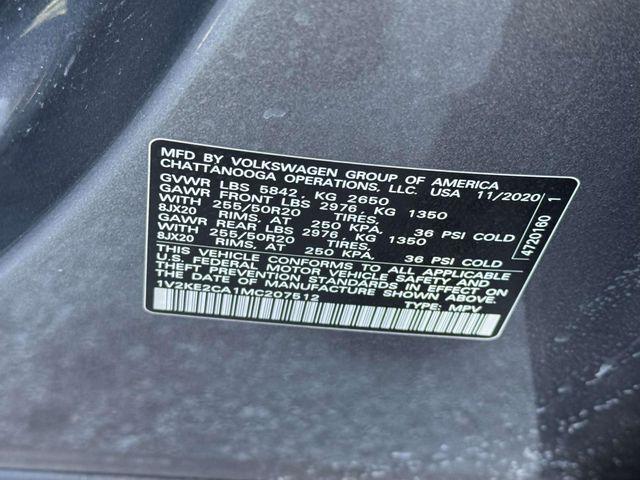 MFD BY VOLKSWAGEN GROUP OF AMERICA
CHATTANOOGA OPERATIONS, LLC. USA 11/2020
GVWR LBS 5842, KG 2650
GAWR FRONT LBS 2976, KG 1350
WITH 255/50R20 TIRES,
8JX20 RIMS, AT 250 KPA, 36 PSI COLD
GAWR REAR LBS 2976, KG 1350
WITH 255/50R20 TIRES,
8JX20 RIMS, AT 250 KPA, 36 PSI COLD
THIS VEHICLE CONFORMS TO ALL APPLICABLE
U.S. FEDERAL MOTOR VEHICLE SAFETY AND
THEFT PREVENTION STANDARDS IN EFFECT ON
THE DATE OF MANUFACTURE SHOWN ABOVE.
1V2KE2CA1MC207512 TYPE: MPV
4720160 1